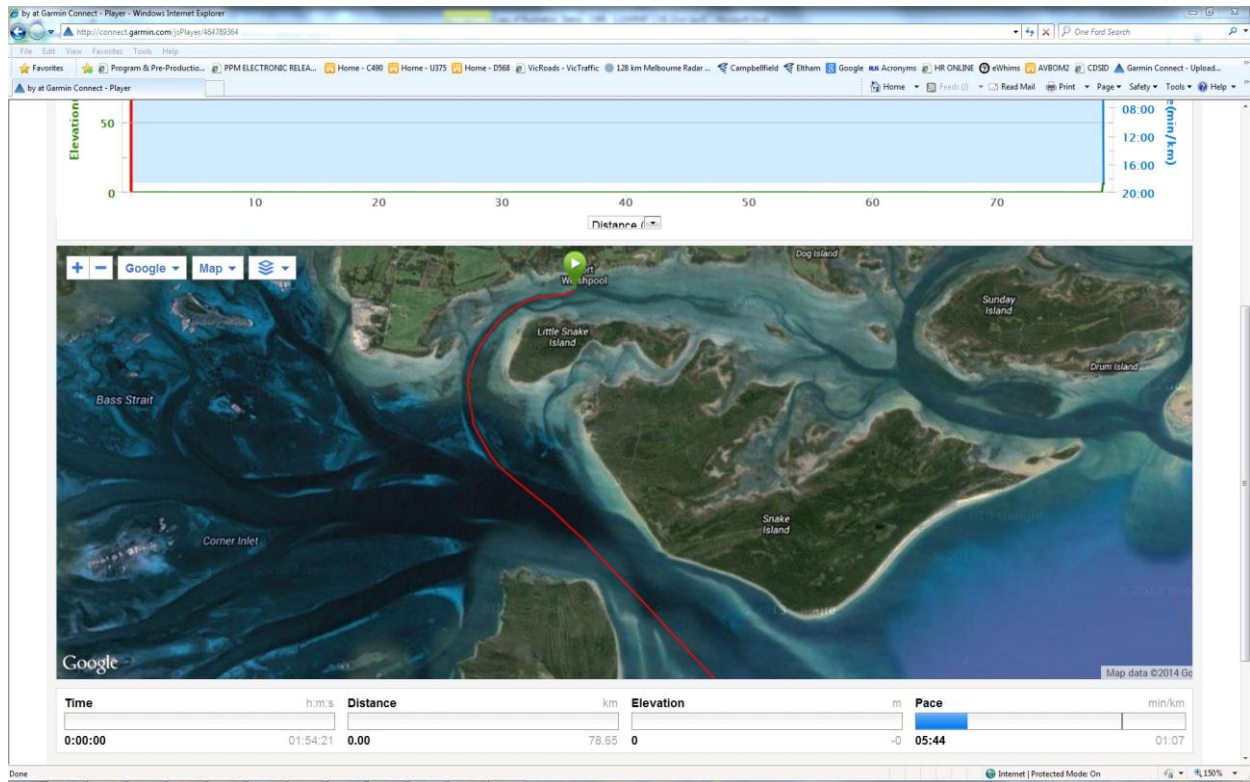 by at Garmin Connect - Player - Windows Internet Explorer
http://connect.garmin.com/jsPlayer/484789364
One Ford Search
File Edit View Favorites Tools Help
Favorites Program & Pre-Productio... PPM ELECTRONIC RELEA... Home - C490 Home - U375 Home - D568 VicRoads - VicTraffic 128 km Melbourne Radar ... Campbellfield Eltham Google Acronyms HR ONLINE eWhims AVBOM2 CDSID Garmin Connect - Upload...
by at Garmin Connect - Player
Home Feeds (J) Read Mail Print Page Safety Tools Help
Elevation
50
0
08:00
12:00
16:00
20:00
(min/km)
10 20 30 40 50 60 70
Distance (
+ - Google Map
Dog Island
Sunday
Island
Little Snake
Island
Drum Island
Bass Strait
Snake
Island
Corner Inlet
Google
Map data ©2014 Go
Time h:m:s Distance km Elevation m Pace min/km
0:00:00 01:54:21 0.00 78.65 0 -0 05:44 01:07
Done
Internet | Protected Mode: On
150%